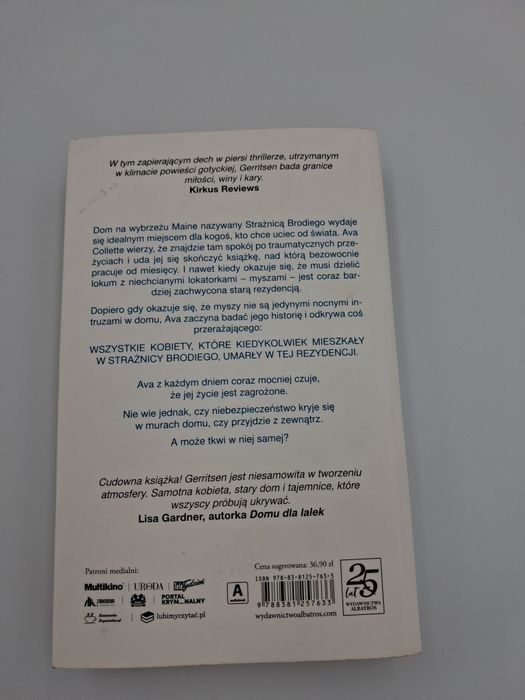 W tym zapierającym dech w piersi thrillerze, utrzymanym
w klimacie powieści gotyckiej, Gerritsen bada granice
miłości, winy i kary.
Kirkus Reviews
Dom na wybrzeżu Maine nazywany Strażnicą Brodiego wydaje
się idealnym miejscem dla kogoś, kto chce uciec od świata. Ava
Collette wierzy, że znajdzie tam spokój po traumatycznych prze-
życiach i uda jej się skończyć książkę, nad którą bezowocnie
pracuje od miesięcy. I nawet kiedy okazuje się, że musi dzielić
lokum z niechcianymi lokatorkami – myszami – jest coraz bar-
dziej zachwycona starą rezydencją.
Dopiero gdy okazuje się, że myszy nie są jedynymi nocnymi in-
truzami w domu, Ava zaczyna badać jego historię i odkrywa coś
przerażającego:
WSZYSTKIE KOBIETY, KTÓRE KIEDYKOLWIEK MIESZKAŁY
W STRAŻNICY BRODIEGO, UMARŁY W TEJ REZYDENCJI.
Ava z każdym dniem coraz mocniej czuje,
że jej życie jest zagrożone.
Nie wie jednak, czy niebezpieczeństwo kryje się
w murach domu, czy przyjdzie z zewnątrz.
A może tkwi w niej samej?
Cudowna książka! Gerritsen jest niesamowita w tworzeniu
atmosfery. Samotna kobieta, stary dom i tajemnice, które
wszyscy próbują ukrywać.
Lisa Gardner, autorka Domu dla lalek
Patroni medialni:
Multikino URODA
PORTAL
KRYM...NALNY
lubimyczytać.pl
Cena sugerowana: 36,90 zł
ISBN 978-83-8125-763-3
A
9 788381 257633
wydawnictwoalbatros.com
25
lat
WYDAWNICTWA
ALBATROS